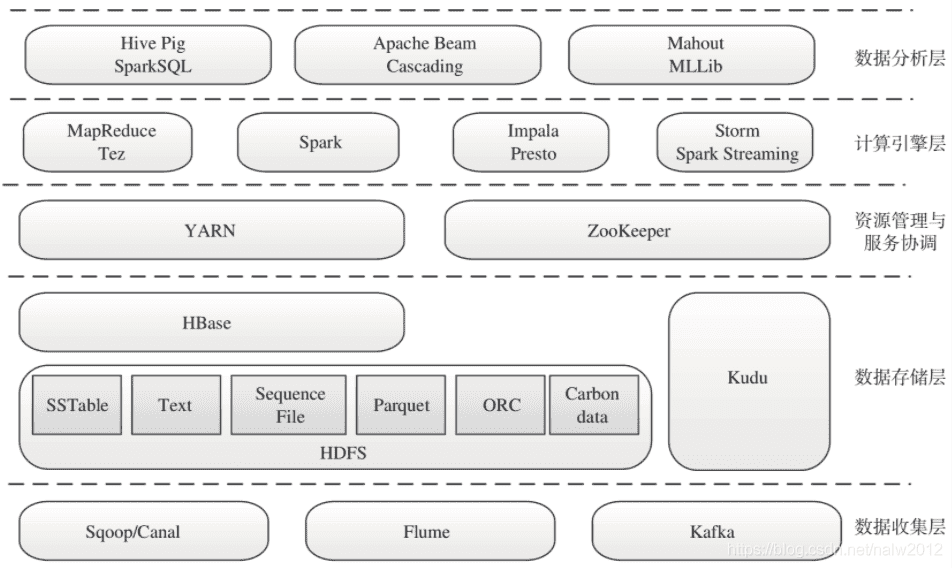 Hive Pig
SparkSQL
Apache Beam
Cascading
Mahout
MLLib
数据分析层
MapReduce
Tez
Spark
Impala
Presto
Storm
Spark Streaming
计算引擎层
YARN
ZooKeeper
资源管理与
服务协调
HBase
Kudu
数据存储层
SSTable
Text
Sequence
File
Parquet
ORC
Carbon
data
HDFS
Sqoop/Canal
Flume
Kafka
数据收集层
https://blog.csdn.net/nalw2012